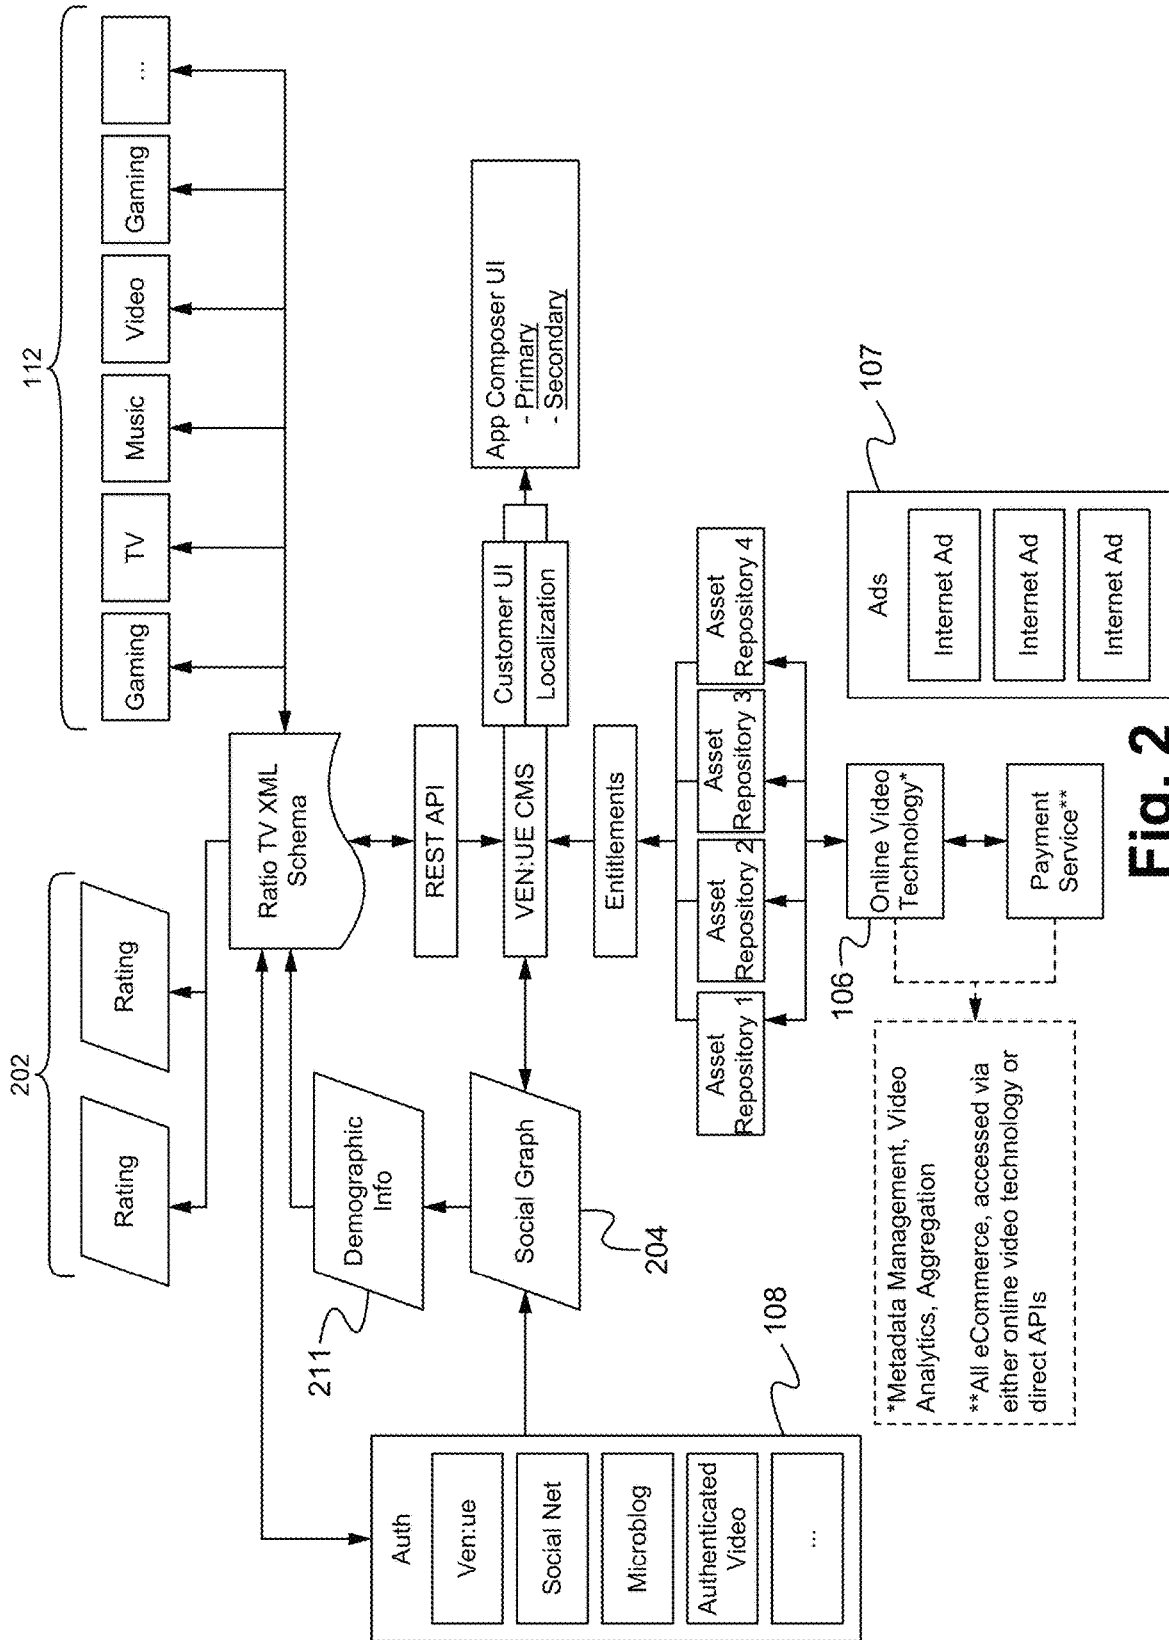 202
112
Rating
Rating
Gaming
TV
Music
Video
Gaming
...
Ratio TV XML
Schema
Demographic
Info
211
REST API
Auth
Ven:ue
Social Net
Microblog
Authenticated
Video
...
108
Social Graph
204
VEN:UE CMS
Customer UI
Localization
App Composer UI
- Primary
- Secondary
Entitlements
Asset
Repository 1
Asset
Repository 2
Asset
Repository 3
Asset
Repository 4
106
Online Video
Technology*
Payment
Service**
*Metadata Management, Video
Analytics, Aggregation
**All eCommerce, accessed via
either online video technology or
direct APIs
107
Ads
Internet Ad
Internet Ad
Internet Ad
Fig. 2